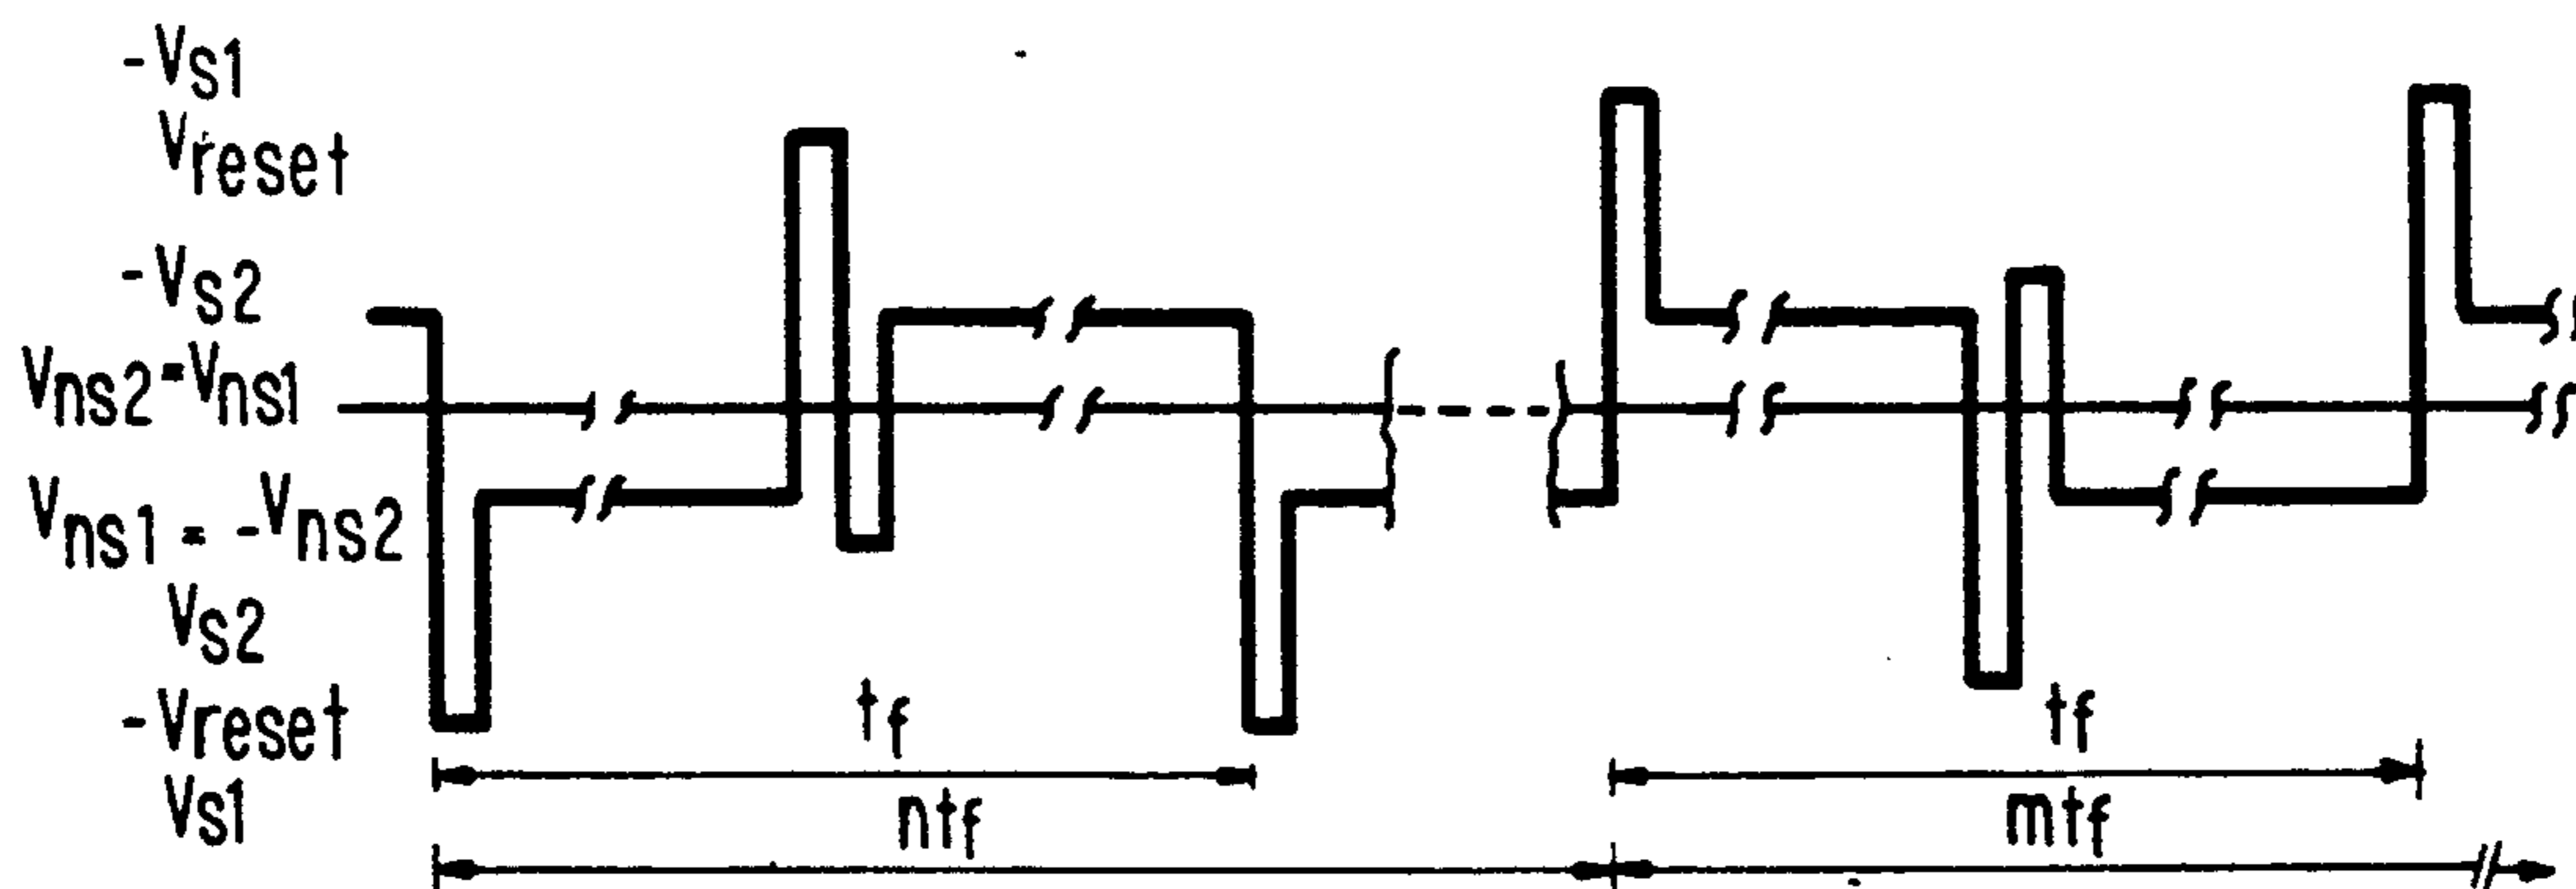 -Vs1
Vreset
-Vs2
Vns2=Vns1
Vns1 = -Vns2
Vs2
-Vreset
Vs1
tf
ntf
tf
mtf